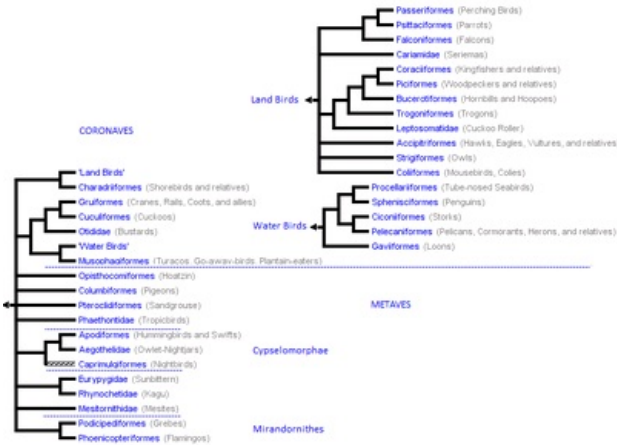 Passeriformes (Perching Birds)
Psittaciformes (Parrots)
Falconiformes (Falcons)
Cariamidae (Seriemas)
Coraciiformes (Kingfishers and relatives)
Piciformes (Woodpeckers and relatives)
Bucerotiformes (Hornbills and Hoopoes)
Trogoniformes (Trogons)
Leptosomatidae (Cuckoo Roller)
Accipitriformes (Hawks, Eagles, Vultures, and relatives
Strigiformes (Owls)
Coliiformes (Mousebirds, Colies)
Land Birds
Procellariiformes (Tube-nosed Seabirds)
Sphenisciformes (Penguins)
Ciconiiformes (Storks)
Pelecaniformes (Pelicans, Cormorants, Herons, and relatives)
Gaviiformes (Loons)
Water Birds
CORONAVES
'Land Birds'
Charadriiformes (Shorebirds and relatives)
Gruiformes (Cranes, Rails, Coots, and allies)
Cuculiformes (Cuckoos)
Otididae (Bustards)
'Water Birds'
Musophagiformes (Turacos, Go-away-birds, Plantain-eaters)
Opisthocomiformes (Hoatzin)
Columbiformes (Pigeons)
Pteroclidiformes (Sandgrouse)
Phaethontidae (Tropicbirds)
METAVES
Apodiformes (Hummingbirds and Swifts)
Aegothelidae (Owlet-Nightjars)
Caprimulgiformes (Nightbirds)
Cypselomorphae
Eurypygidae (Sunbittern)
Rhynochetidae (Kagu)
Mesitornithidae (Mesites)
Podicipediformes (Grebes)
Phoenicopteriformes (Flamingos)
Mirandornithes